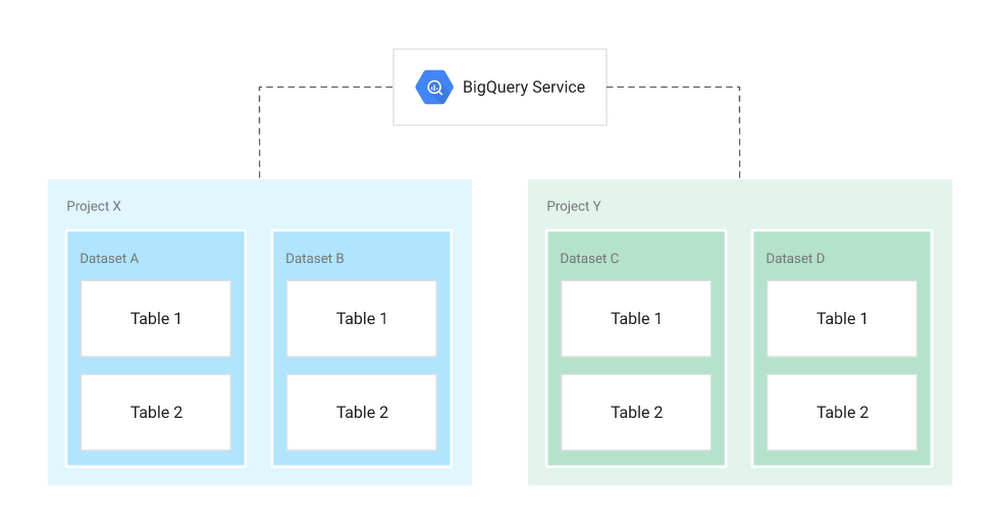 BigQuery Service
Project X
Dataset A
Table 1
Table 2
Dataset B
Table 1
Table 2
Project Y
Dataset C
Table 1
Table 2
Dataset D
Table 1
Table 2